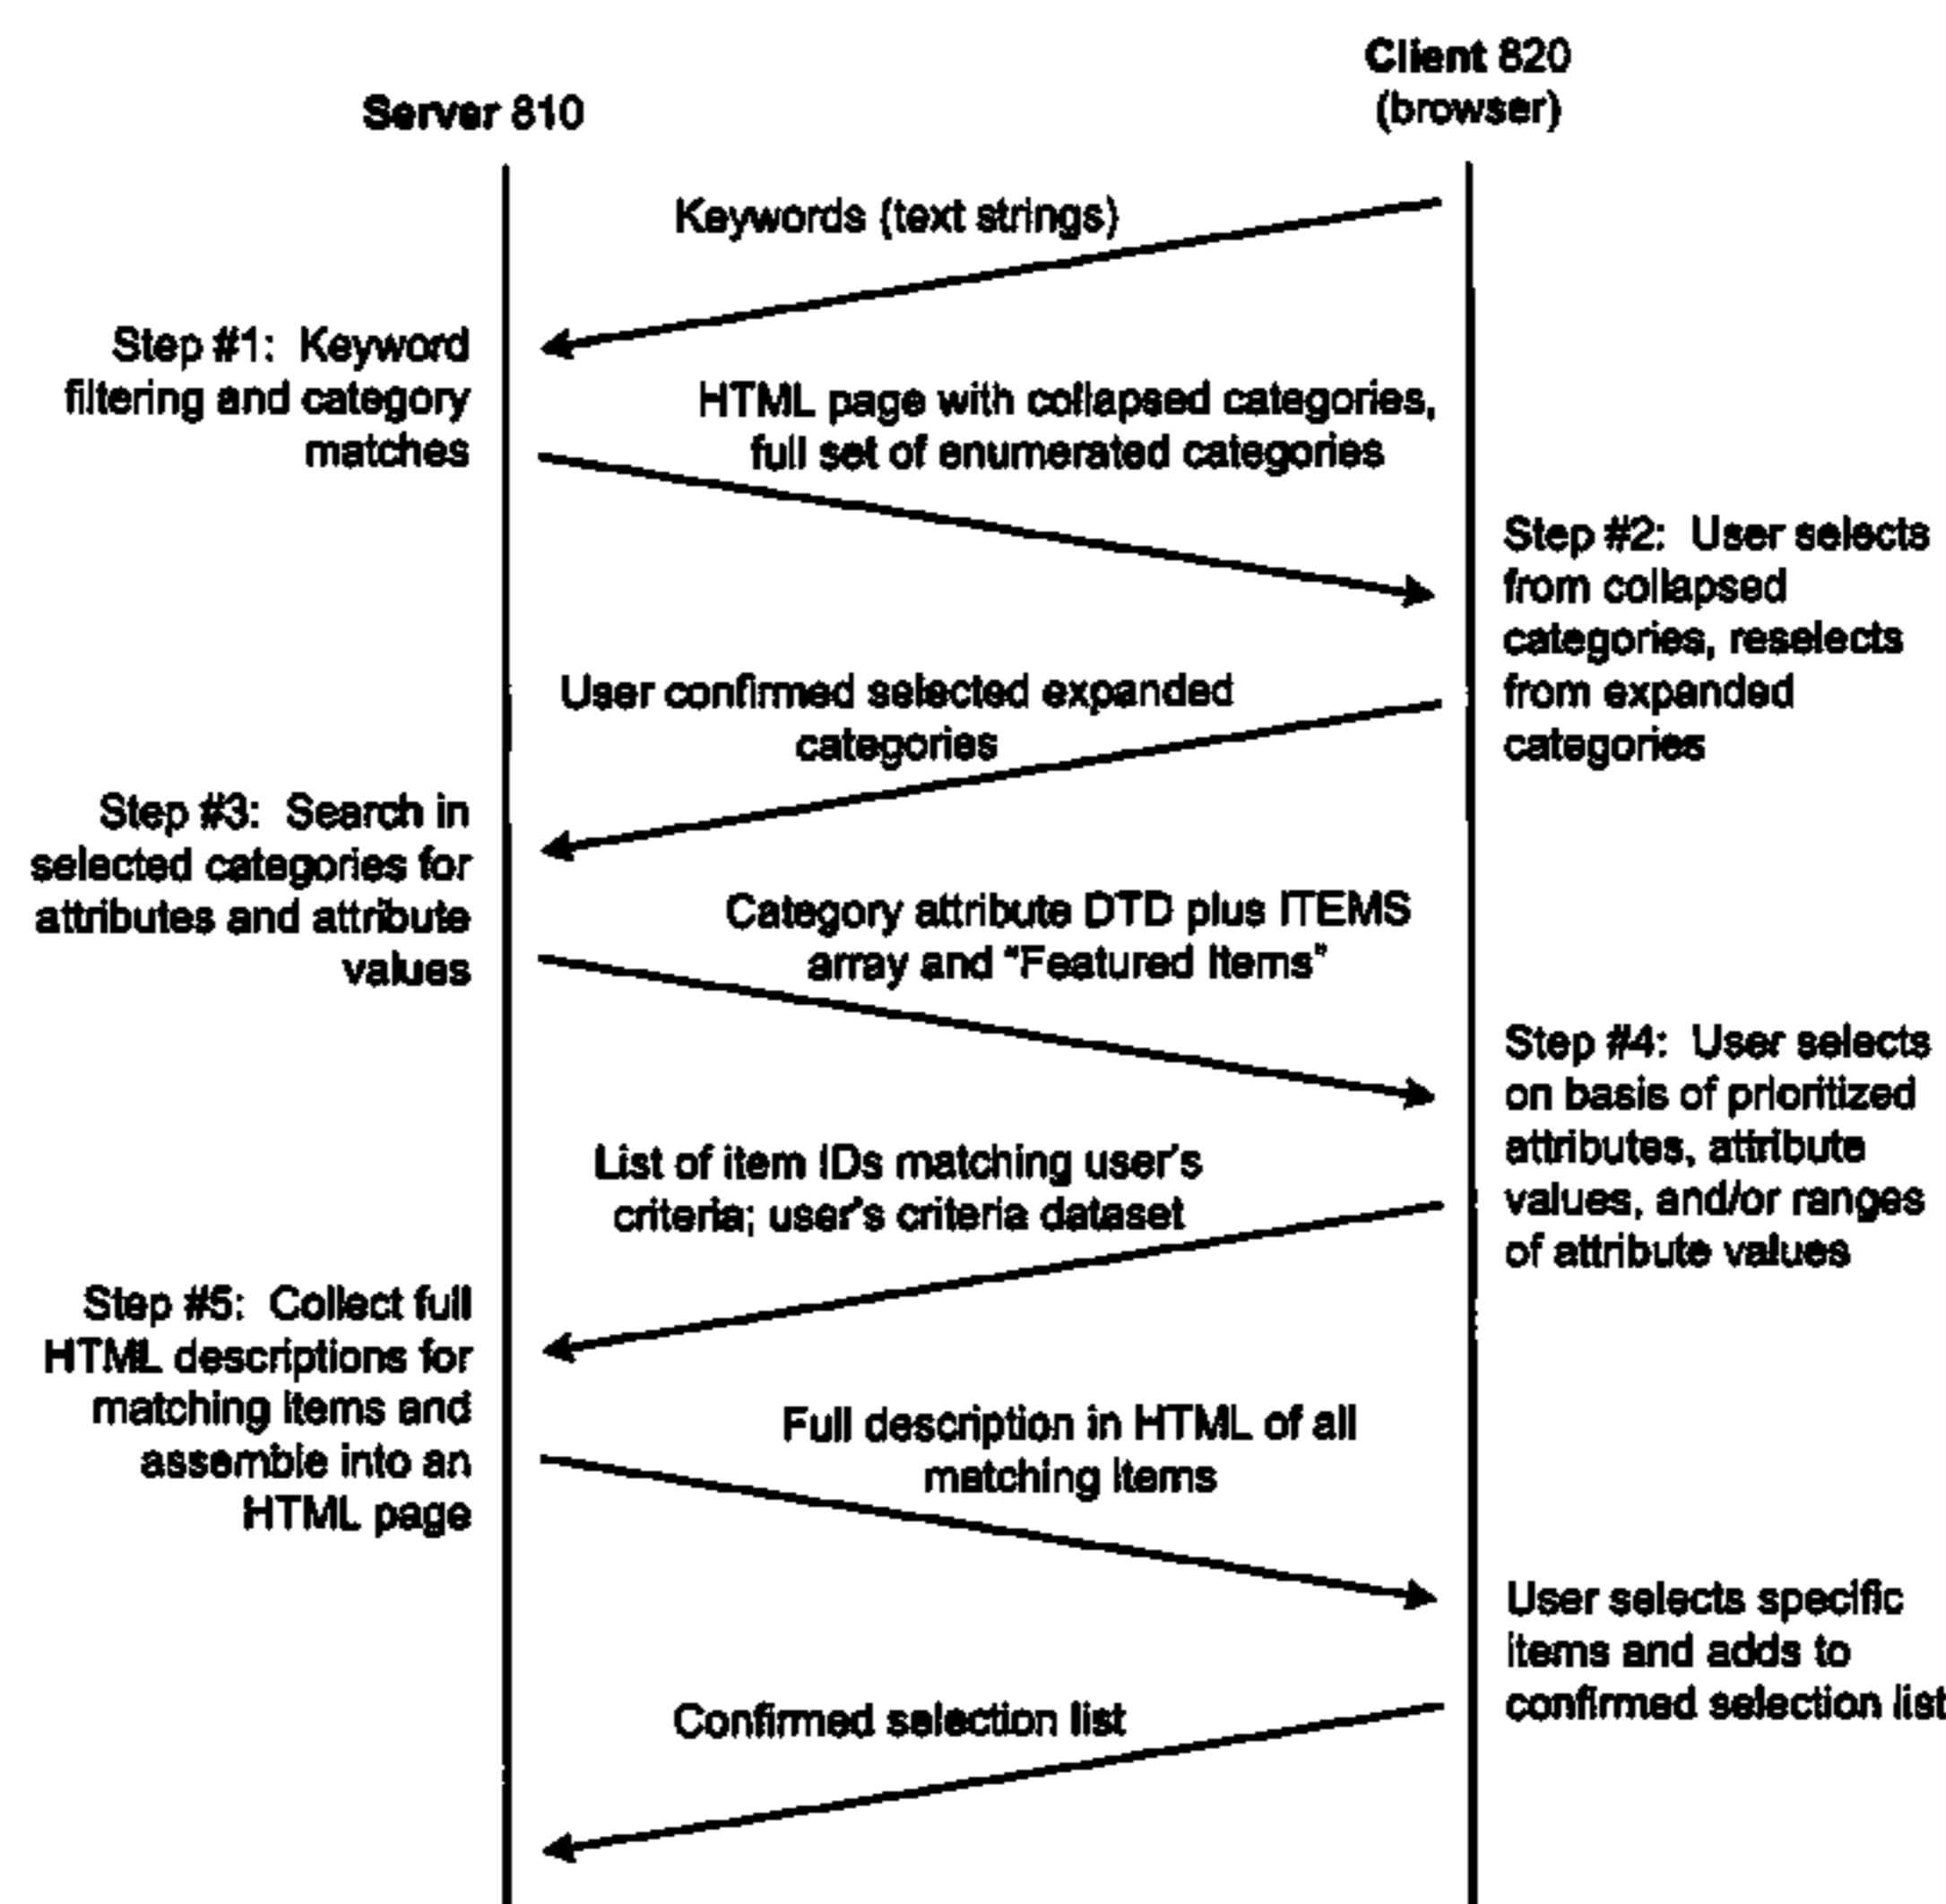 Client 820
(browser)
Server 810
Keywords (text strings)
Step #1: Keyword
filtering and category
matches
HTML page with collapsed categories,
full set of enumerated categories
Step #2: User selects
from collapsed
categories, reselects
from expanded
categories
User confirmed selected expanded
categories
Step #3: Search in
selected categories for
attributes and attribute
values
Category attribute DTD plus ITEMS
array and "Featured Items"
Step #4: User selects
on basis of prioritized
attributes, attribute
values, and/or ranges
of attribute values
List of item IDs matching user's
criteria; user's criteria dataset
Step #5: Collect full
HTML descriptions for
matching items and
assemble into an
HTML page
Full description in HTML of all
matching items
User selects specific
items and adds to
confirmed selection list
Confirmed selection list